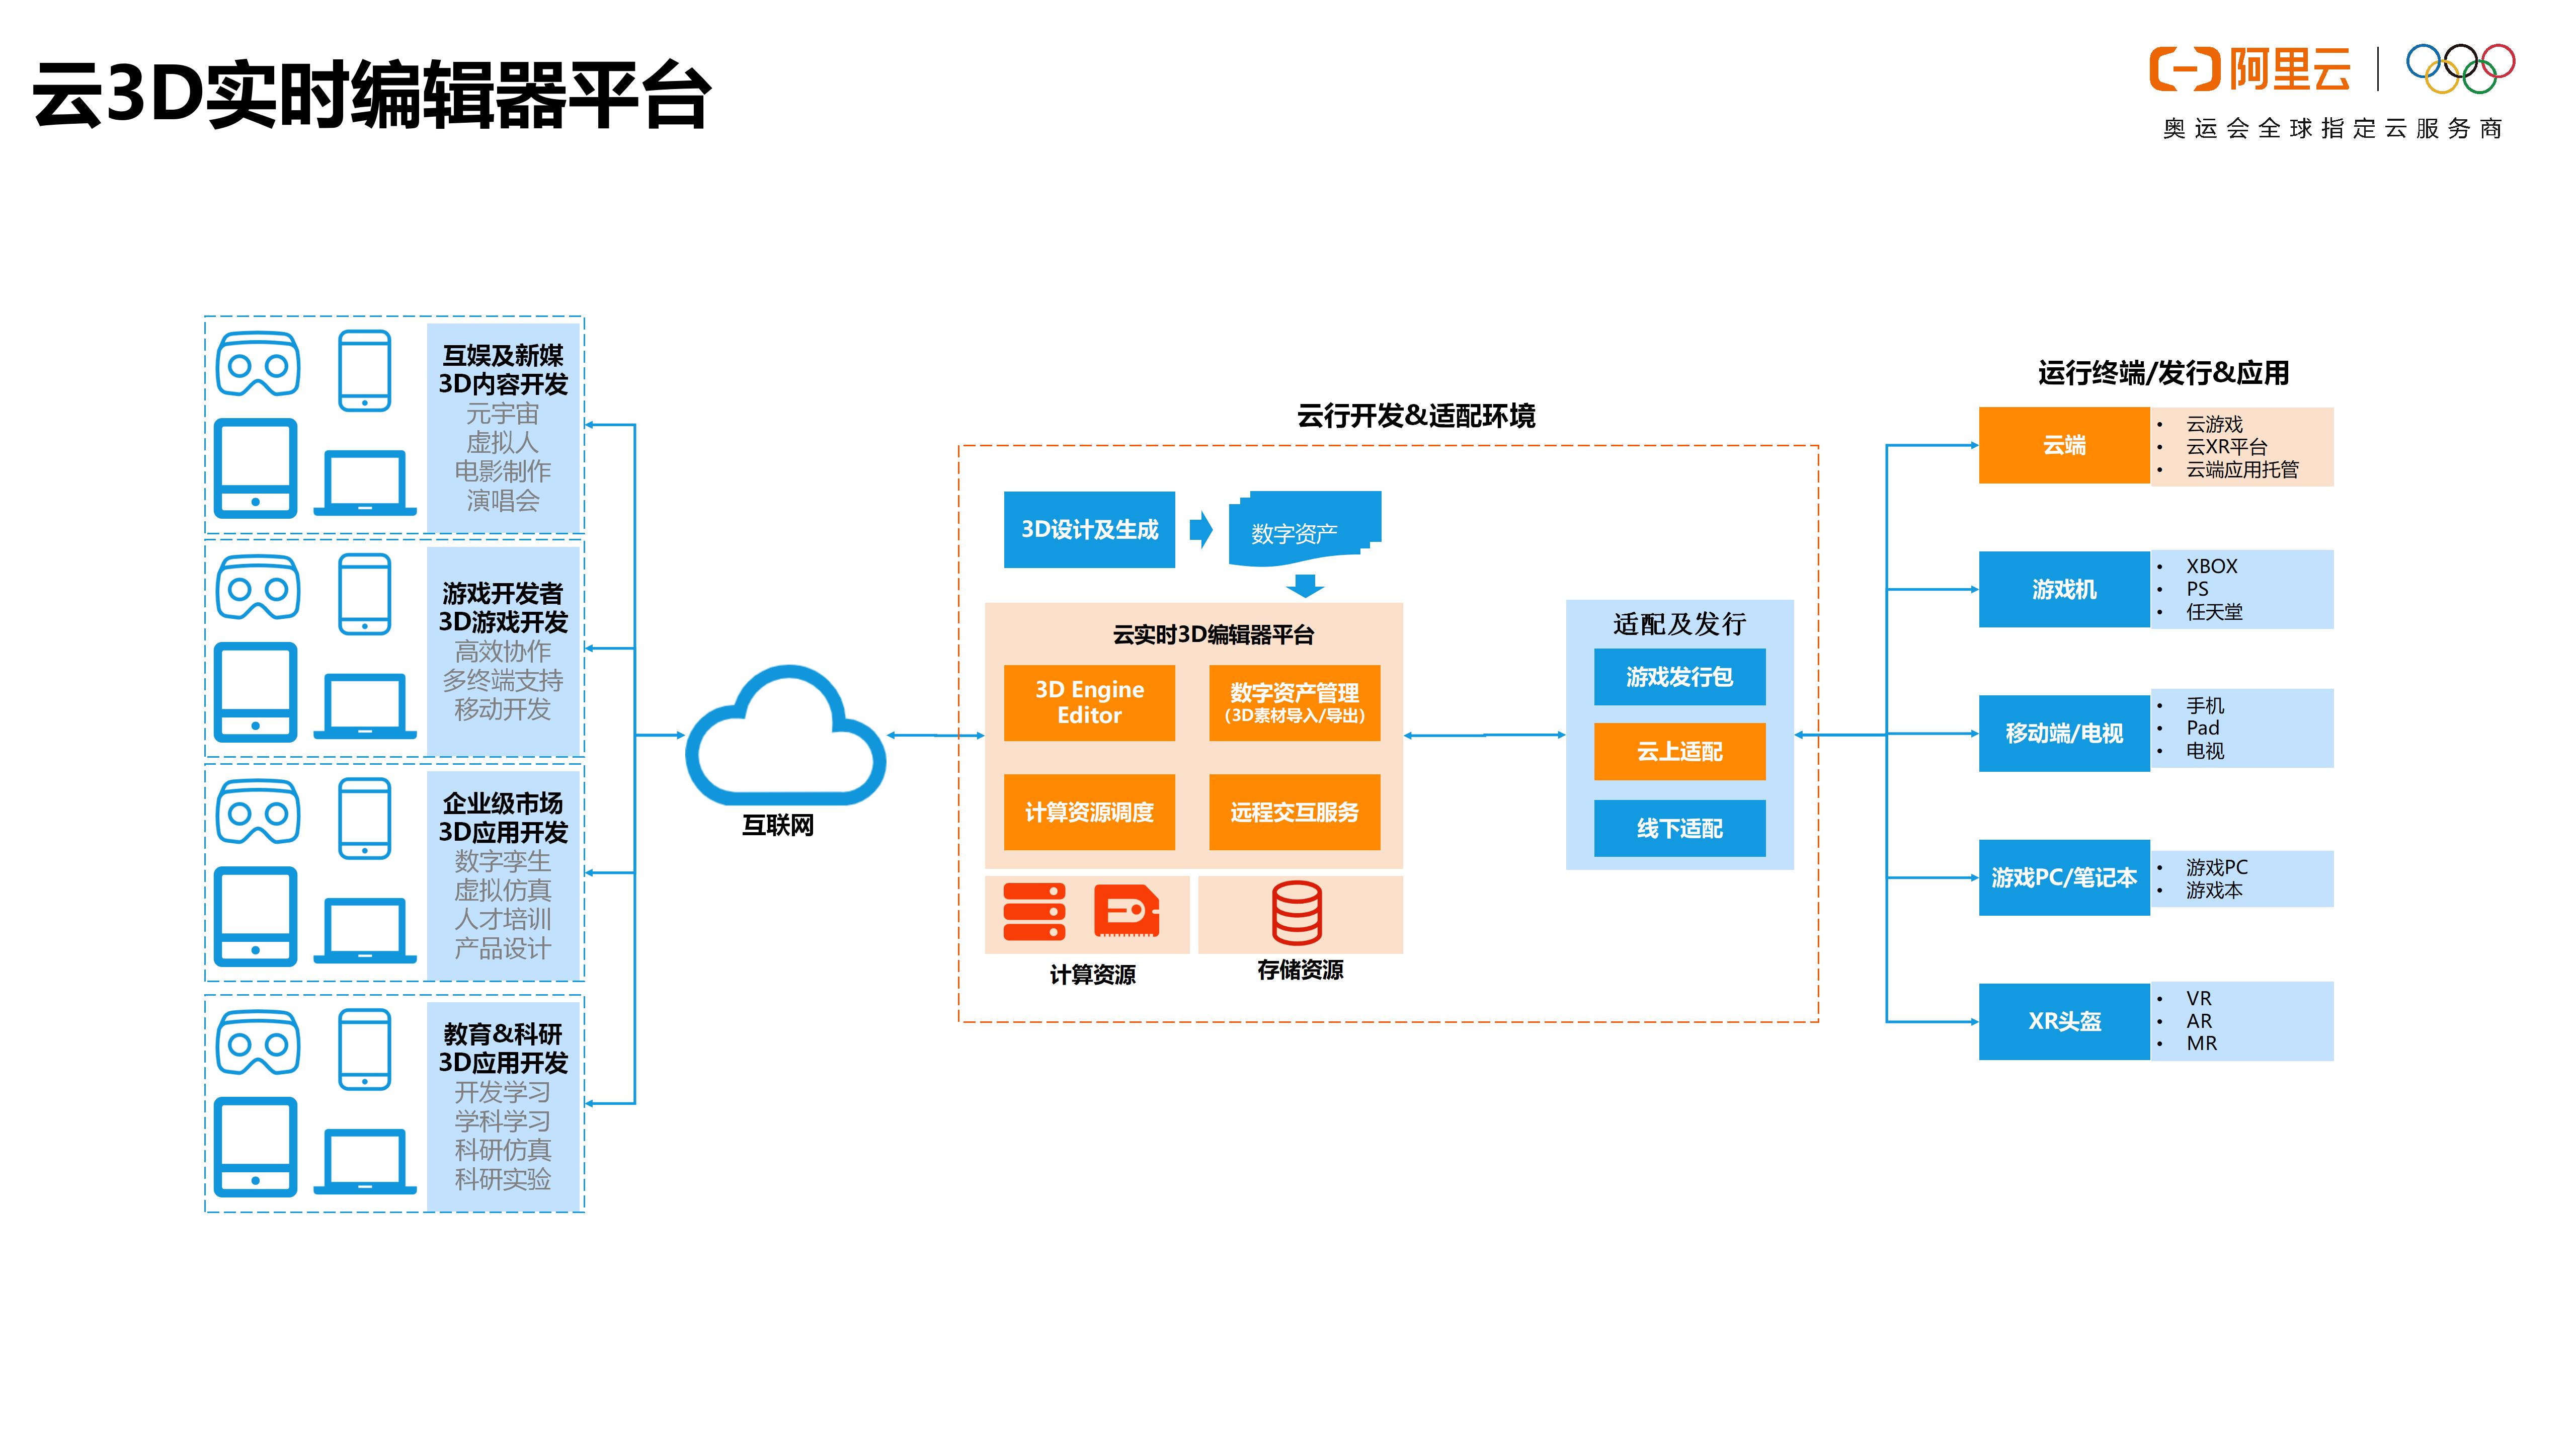 云3D实时编辑器平台
阿里云
奥运会全球指定云服务商
互娱及新媒
3D内容开发
元宇宙
虚拟人
电影制作
演唱会
游戏开发者
3D游戏开发
高效协作
多终端支持
移动开发
企业级市场
3D应用开发
数字孪生
虚拟仿真
人才培训
产品设计
教育&科研
3D应用开发
开发学习
学科学习
科研仿真
科研实验
互联网
云行开发&适配环境
3D设计及生成
数字资产
云实时3D编辑器平台
3D Engine
Editor
数字资产管理
(3D素材导入/导出)
计算资源调度
远程交互服务
计算资源
存储资源
适配及发行
游戏发行包
云上适配
线下适配
运行终端/发行&应用
云端
• 云游戏
• 云XR平台
• 云端应用托管
游戏机
• XBOX
• PS
• 任天堂
移动端/电视
• 手机
• Pad
• 电视
游戏PC/笔记本
• 游戏PC
• 游戏本
XR头盔
• VR
• AR
• MR